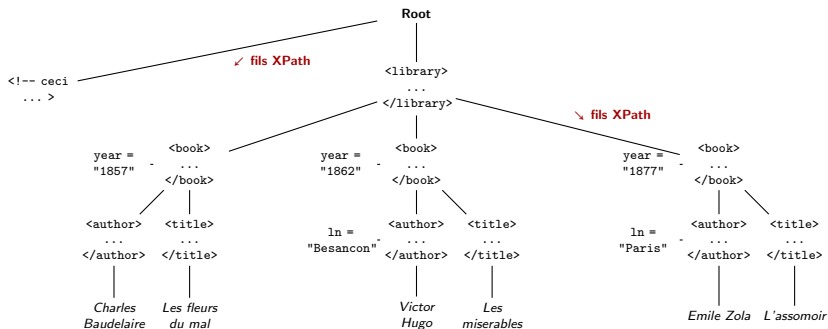 Root
↙ fils XPath
<!-- ceci
... >
<library>
...
</library>
↘ fils XPath
year =
"1857"
<book>
...
</book>
year =
"1862"
<book>
...
</book>
year =
"1877"
<book>
...
</book>
<author>
...
</author>
<title>
...
</title>
ln =
"Besancon"
<author>
...
</author>
<title>
...
</title>
ln =
"Paris"
<author>
...
</author>
<title>
...
</title>
Charles
Baudelaire
Les fleurs
du mal
Victor
Hugo
Les
miserables
Emile Zola
L'assomoir